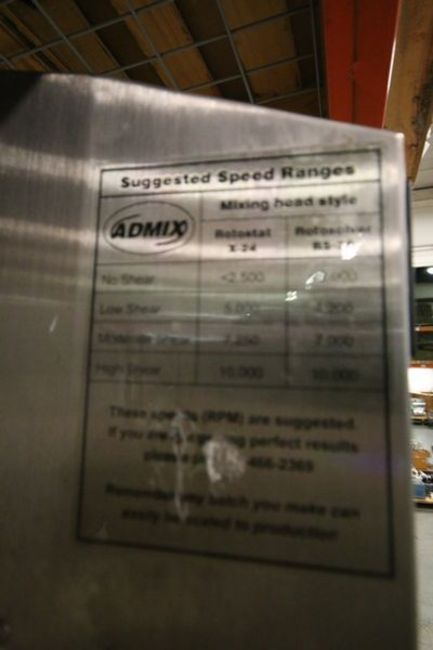 Suggested Speed Ranges
ADMIX
Mixing head style
Rotostat
Rotosolver
X-24
No Shear <2,500
Low Shear
Moderate Shear 7,000
High Shear 10,000 10,000
These speeds (RPM) are suggested.
If you are perfect results
please 466-2369
Remember any batch you make can
easily be scaled to production